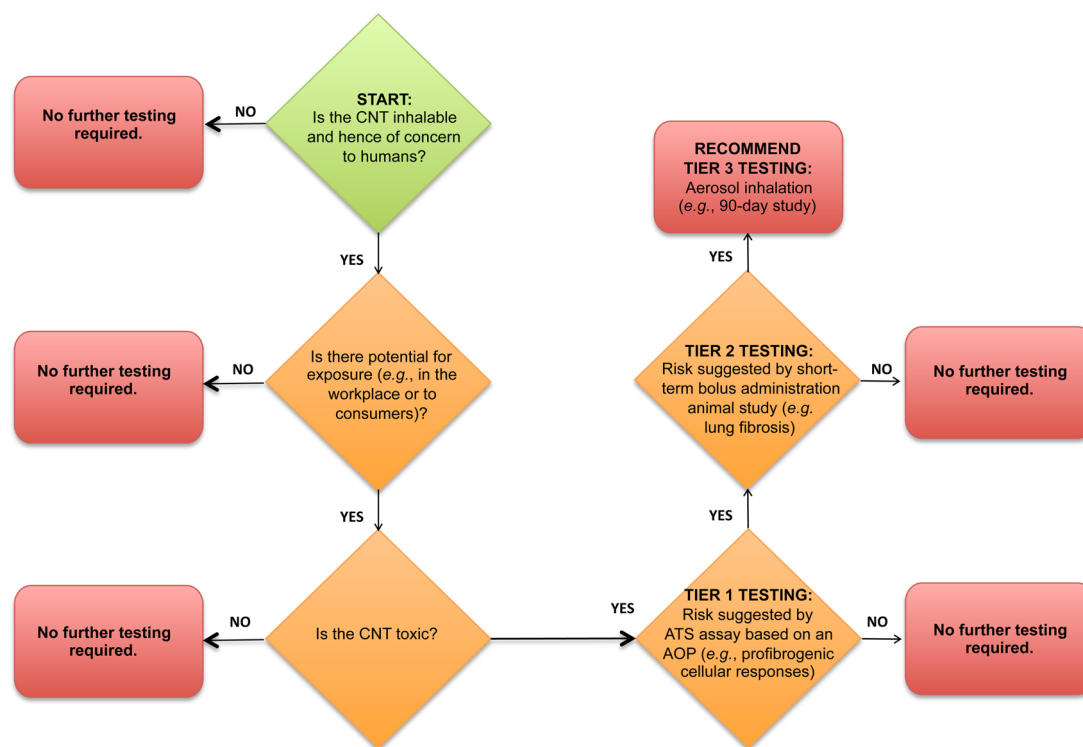 START:
Is the CNT inhalable
and hence of concern
to humans?
NO
No further testing
required.
YES
Is there potential for
exposure (e.g., in the
workplace or to
consumers)?
NO
No further testing
required.
YES
Is the CNT toxic?
NO
No further testing
required.
YES
TIER 1 TESTING:
Risk suggested by
ATS assay based on an
AOP (e.g., profibrogenic
cellular responses)
NO
No further testing
required.
YES
TIER 2 TESTING:
Risk suggested by short-
term bolus administration
animal study (e.g.
lung fibrosis)
NO
No further testing
required.
YES
RECOMMEND
TIER 3 TESTING:
Aerosol inhalation
(e.g., 90-day study)